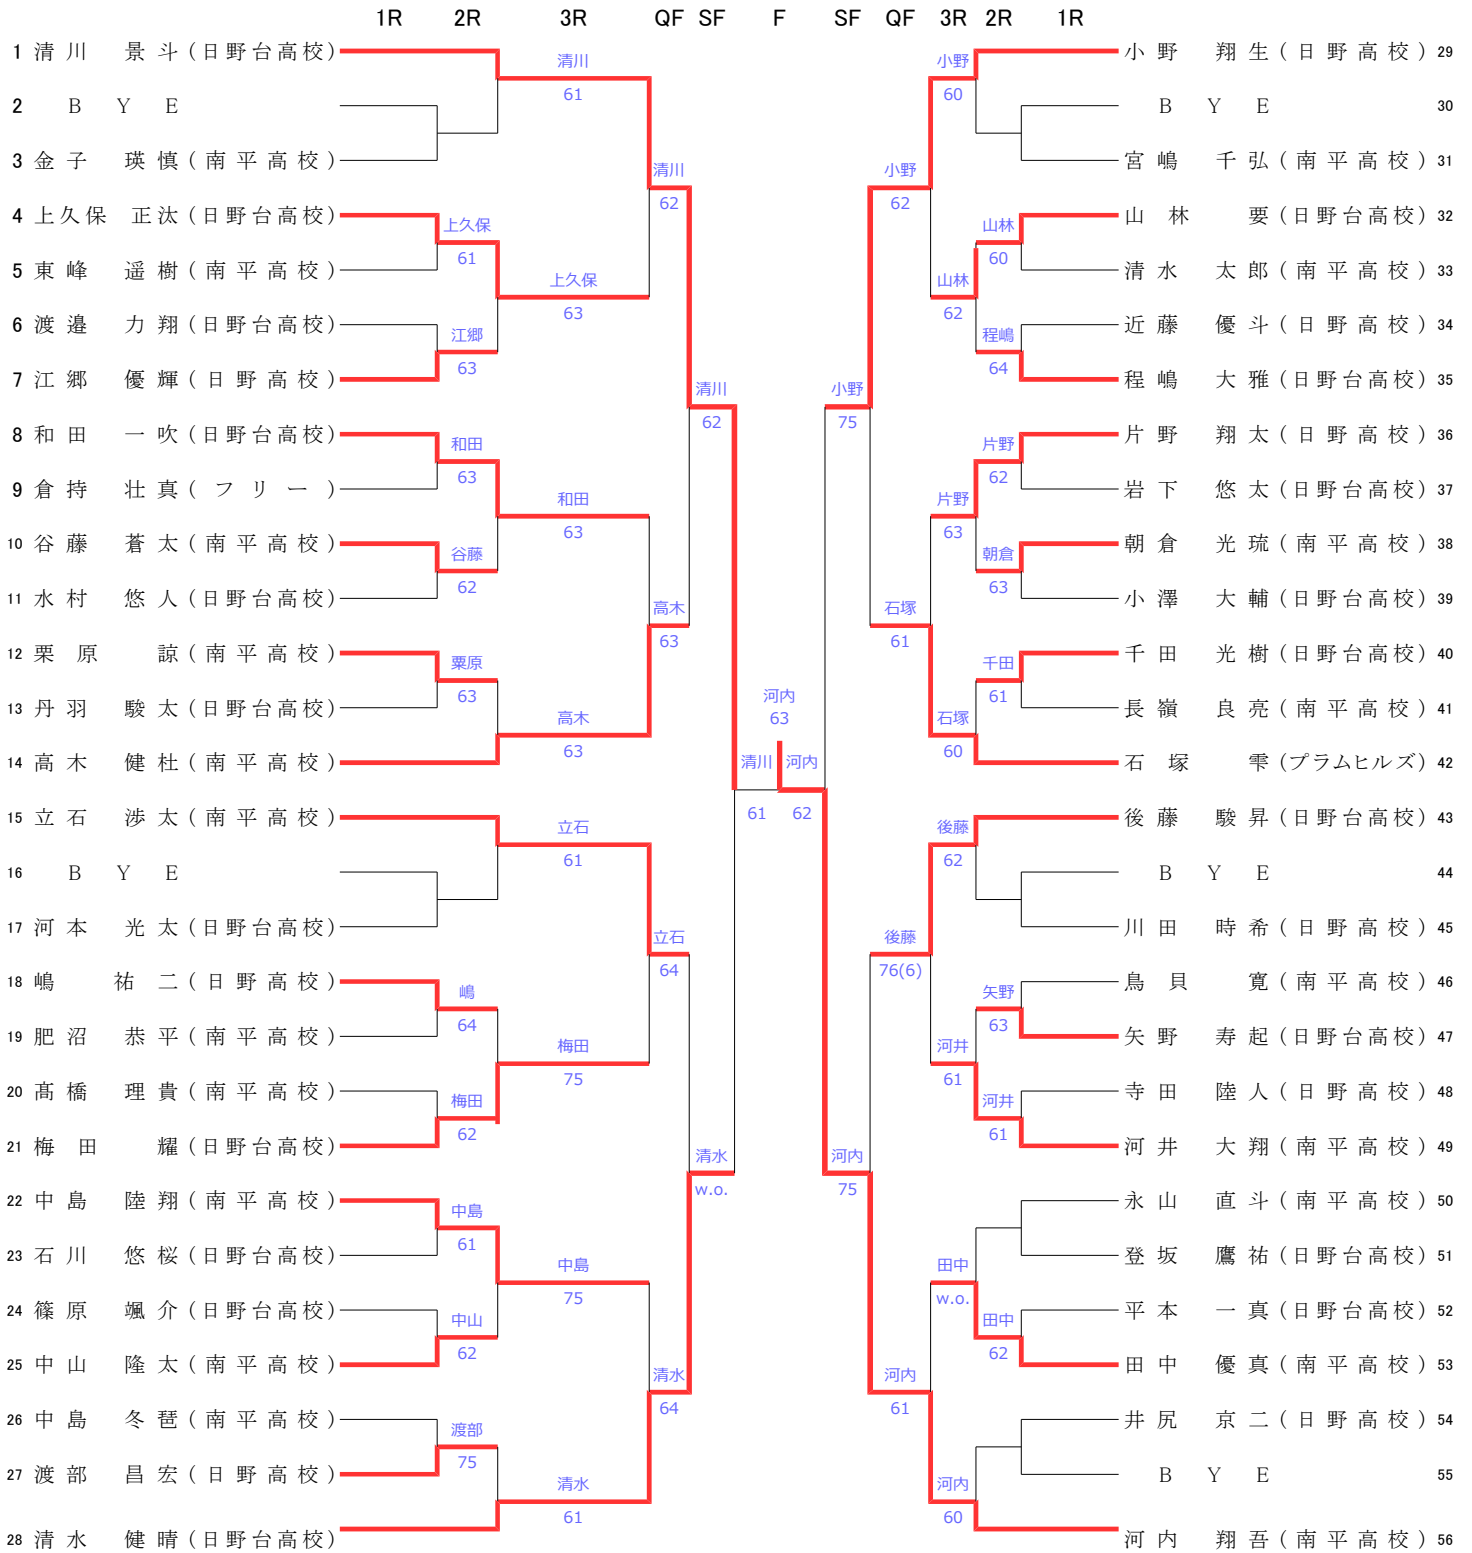 1R 2R 3R QF SF F SF QF 3R 2R 1R
1 清川 景斗(日野台高校)
2 BYE
3 金子 瑛慎(南平高校)
4 上久保 正汰(日野台高校)
5 東峰 遥樹(南平高校)
6 渡邉 力翔(日野台高校)
7 江郷 優輝(日野高校)
8 和田 一吹(日野台高校)
9 倉持 壮真(フリー)
10 谷藤 蒼太(南平高校)
11 水村 悠人(日野台高校)
12 栗原 諒(南平高校)
13 丹羽 駿太(日野台高校)
14 高木 健杜(南平高校)
15 立石 渉太(南平高校)
16 BYE
17 河本 光太(日野台高校)
18 嶋 祐二(日野高校)
19 肥沼 恭平(南平高校)
20 髙橋 理貴(南平高校)
21 梅田 耀(日野台高校)
22 中島 陸翔(南平高校)
23 石川 悠桜(日野台高校)
24 篠原 颯介(日野台高校)
25 中山 隆太(南平高校)
26 中島 冬琶(南平高校)
27 渡部 昌宏(日野高校)
28 清水 健晴(日野台高校)
上久保
61
江郷
63
和田
63
谷藤
62
粟原
63
嶋
64
梅田
62
中島
61
中山
62
渡部
75
清川
61
上久保
63
和田
63
高木
63
立石
61
梅田
75
中島
75
清水
61
清川
62
高木
63
立石
64
清水
64
清川
62
清水
w.o.
河内
63
清川 河内
61 62
小野
75
河内
75
小野
62
石塚
61
後藤
76(6)
河内
61
小野
60
山林
62
片野
63
石塚
60
後藤
62
河井
61
田中
w.o.
河内
60
山林
60
程嶋
64
片野
62
朝倉
63
千田
61
矢野
63
河井
61
田中
62
小野 翔生(日野高校) 29
BYE 30
宮嶋 千弘(南平高校) 31
山林 要(日野台高校) 32
清水 太郎(南平高校) 33
近藤 優斗(日野高校) 34
程嶋 大雅(日野台高校) 35
片野 翔太(日野高校) 36
岩下 悠太(日野台高校) 37
朝倉 光琉(南平高校) 38
小澤 大輔(日野台高校) 39
千田 光樹(日野台高校) 40
長嶺 良亮(南平高校) 41
石塚 雫(プラムヒルズ) 42
後藤 駿昇(日野台高校) 43
BYE 44
川田 時希(日野高校) 45
鳥貝 寛(南平高校) 46
矢野 寿起(日野台高校) 47
寺田 陸人(日野高校) 48
河井 大翔(南平高校) 49
永山 直斗(南平高校) 50
登坂 鷹祐(日野台高校) 51
平本 一真(日野台高校) 52
田中 優真(南平高校) 53
井尻 京二(日野高校) 54
BYE 55
河内 翔吾(南平高校) 56